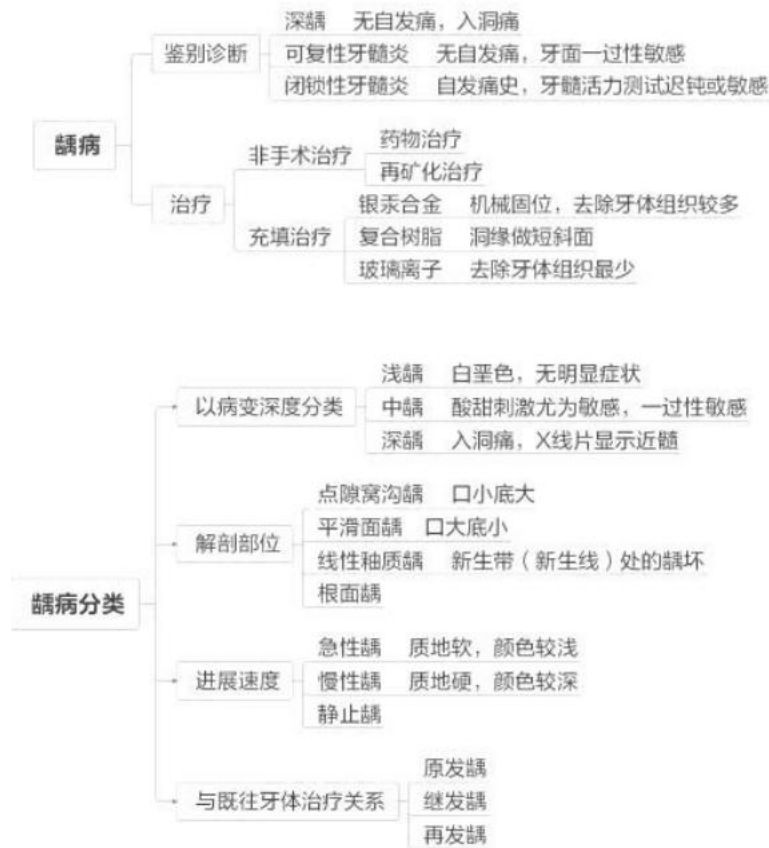 深龋 无自发痛，入洞痛
鉴别诊断 可复性牙髓炎 无自发痛，牙面一过性敏感
闭锁性牙髓炎 自发痛史，牙髓活力测试迟钝或敏感
龋病
药物治疗
非手术治疗
再矿化治疗
治疗
银汞合金 机械固位，去除牙体组织较多
充填治疗 复合树脂 洞缘做短斜面
玻璃离子 去除牙体组织最少
浅龋 白垩色，无明显症状
以病变深度分类 中龋 酸甜刺激尤为敏感，一过性敏感
深龋 入洞痛，X线片显示近髓
点隙窝沟龋 口小底大
平滑面龋 口大底小
解剖部位
线性釉质龋 新生带（新生线）处的龋坏
根面龋
龋病分类
急性龋 质地软，颜色较浅
进展速度 慢性龋 质地硬，颜色较深
静止龋
原发龋
与既往牙体治疗关系 继发龋
再发龋